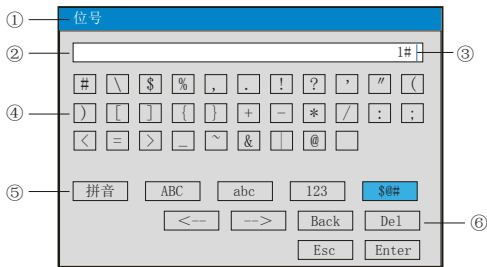 ① 位号
② 1# ③
# \ $ % , . ! ? ' " (
④ ) [ ] { } + - * / : ;
< = > _ ~ & | @
⑤ 拼音 ABC abc 123 $@#
<-- --> Back Del ⑥
Esc Enter